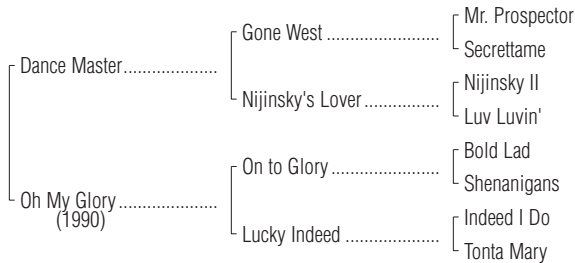 Mr. Prospector
Gone West
Secrettame
Dance Master
Nijinsky II
Nijinsky's Lover
Luv Luvin'
Bold Lad
On to Glory
Shenanigans
Oh My Glory
(1990)
Indeed I Do
Lucky Indeed
Tonta Mary